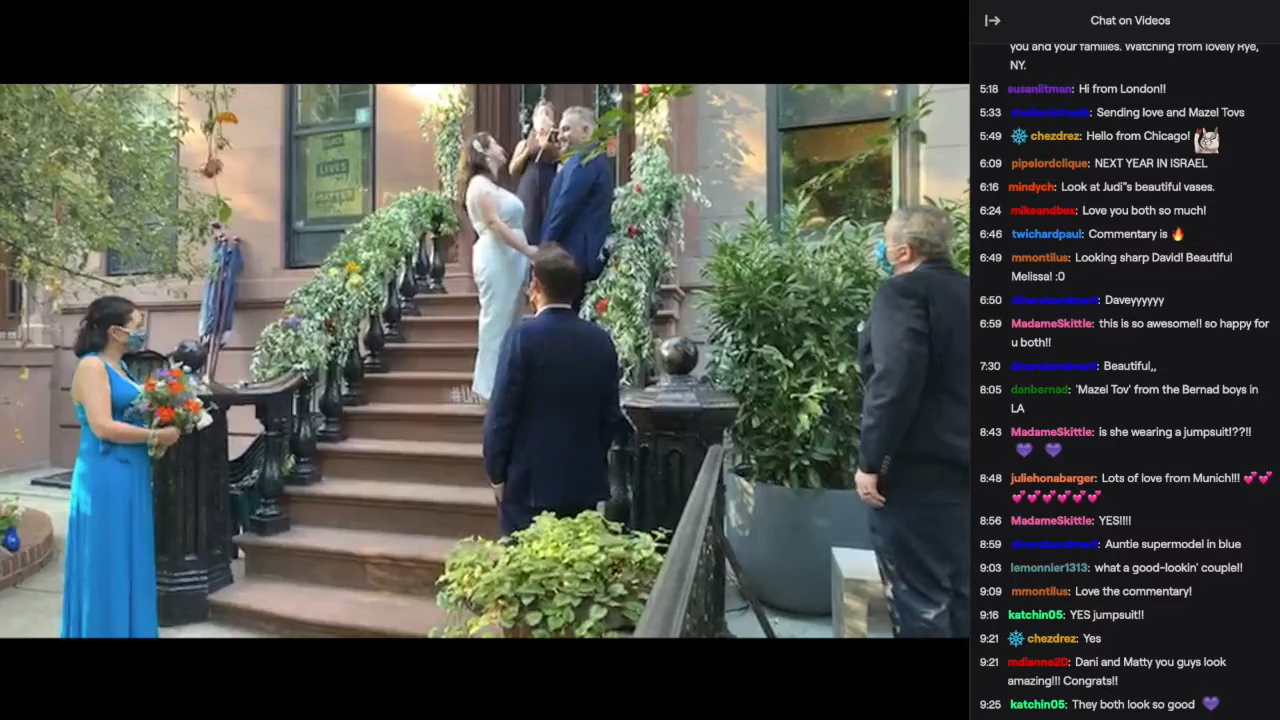 LIVES
MATTER
Chat on Videos
you and your families. Watching from lovely Rye,
NY.
5:18 susanlitman: Hi from London!!
5:33 Sending love and Mazel Tovs
5:49 chezdrez: Hello from Chicago!
6:09 pipelordclique: NEXT YEAR IN ISRAEL
6:16 mindych: Look at Judi"s beautiful vases.
6:24 mikeandbex: Love you both so much!
6:46 twichardpaul: Commentary is 🔥
6:49 mmontilus: Looking sharp David! Beautiful
Melissa! :0
6:50 Daveyyyyyy
6:59 MadameSkittle: this is so awesome!! so happy for
u both!!
7:30 Beautiful,,
8:05 danbernad: 'Mazel Tov' from the Bernad boys in
LA
8:43 MadameSkittle: is she wearing a jumpsuit!??!!
💜 💜
8:48 juliehonabarger: Lots of love from Munich!!! 💕💕
💕💕💕💕💕💕
8:56 MadameSkittle: YES!!!!
8:59 Auntie supermodel in blue
9:03 lemonnier1313: what a good-lookin' couple!!
9:09 mmontilus: Love the commentary!
9:16 katchin05: YES jumpsuit!!
9:21 chezdrez: Yes
9:21 mdianne20: Dani and Matty you guys look
amazing!!! Congrats!!
9:25 katchin05: They both look so good 💜